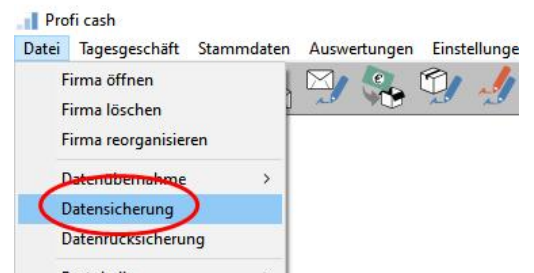 Profi cash
Datei Tagesgeschäft Stammdaten Auswertungen Einstellunge
Firma öffnen
Firma löschen
Firma reorganisieren
Datenübernahme
Datensicherung
Datenrücksicherung